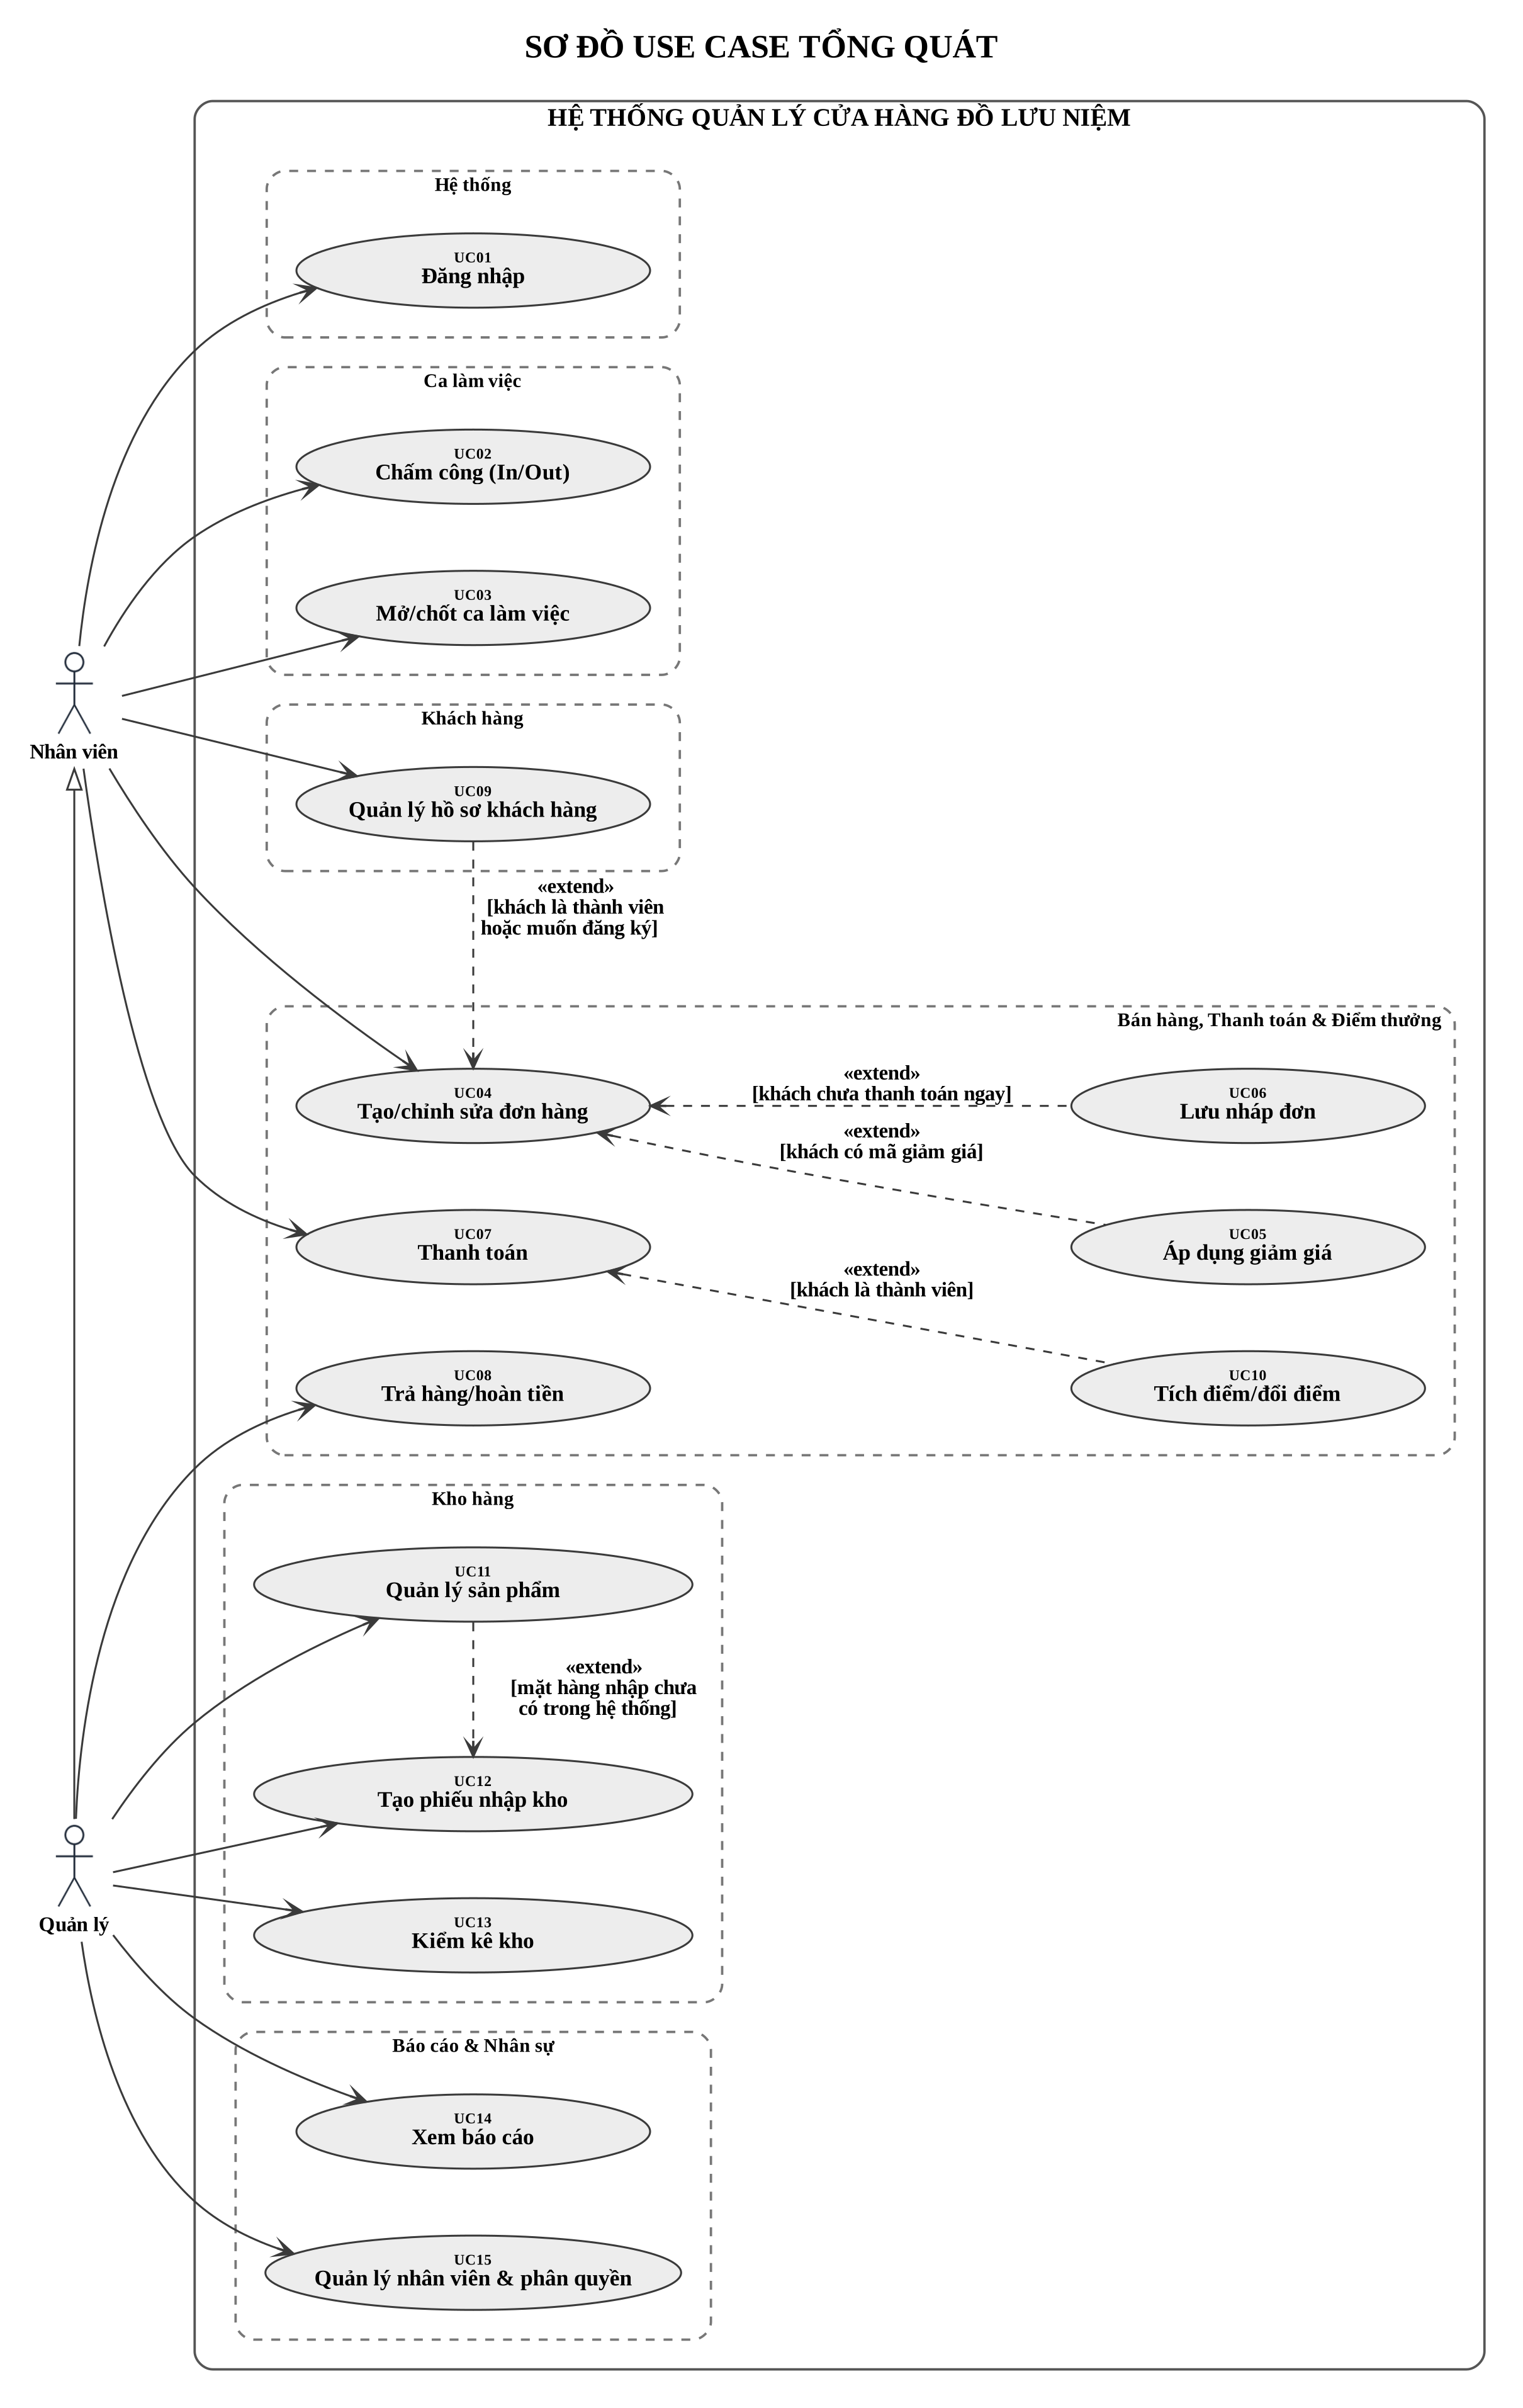 SƠ ĐỒ USE CASE TỔNG QUÁT
HỆ THỐNG QUẢN LÝ CỬA HÀNG ĐỒ LƯU NIỆM
Hệ thống
UC01
Đăng nhập
Ca làm việc
UC02
Chấm công (In/Out)
UC03
Mở/chốt ca làm việc
Nhân viên
Khách hàng
UC09
Quản lý hồ sơ khách hàng
«extend»
[khách là thành viên
hoặc muốn đăng ký]
Bán hàng, Thanh toán & Điểm thưởng
UC04
Tạo/chỉnh sửa đơn hàng
«extend»
[khách chưa thanh toán ngay]
UC06
Lưu nháp đơn
«extend»
[khách có mã giảm giá]
UC07
Thanh toán
UC05
Áp dụng giảm giá
«extend»
[khách là thành viên]
UC08
Trả hàng/hoàn tiền
UC10
Tích điểm/đổi điểm
Kho hàng
UC11
Quản lý sản phẩm
«extend»
[mặt hàng nhập chưa
có trong hệ thống]
UC12
Tạo phiếu nhập kho
Quản lý
UC13
Kiểm kê kho
Báo cáo & Nhân sự
UC14
Xem báo cáo
UC15
Quản lý nhân viên & phân quyền